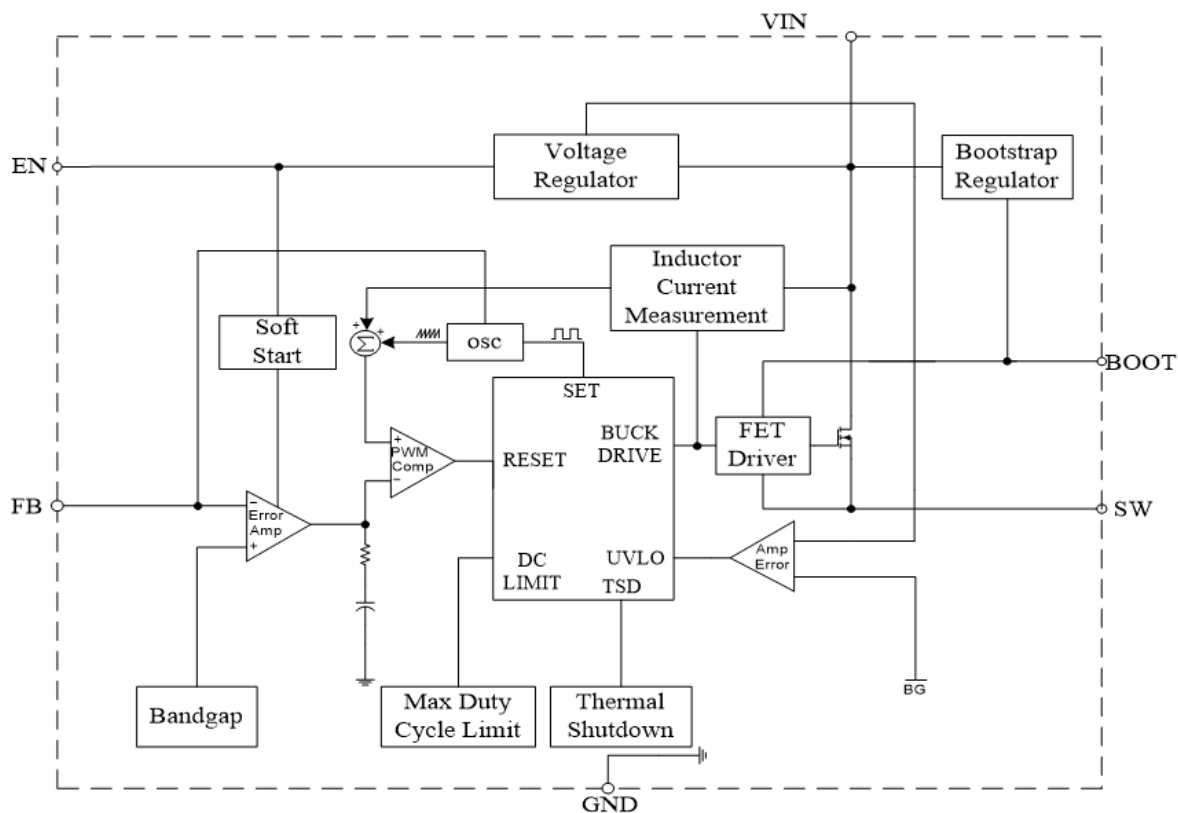 VIN
EN
Voltage
Regulator
Bootstrap
Regulator
Inductor
Current
Measurement
Soft
Start
+
+
Σ
osc
BOOT
SET
BUCK
DRIVE
FET
Driver
+
PWM
Comp
−
RESET
FB
−
Error
Amp
+
SW
DC
LIMIT
UVLO
TSD
Amp
Error
BG
Bandgap
Max Duty
Cycle Limit
Thermal
Shutdown
GND